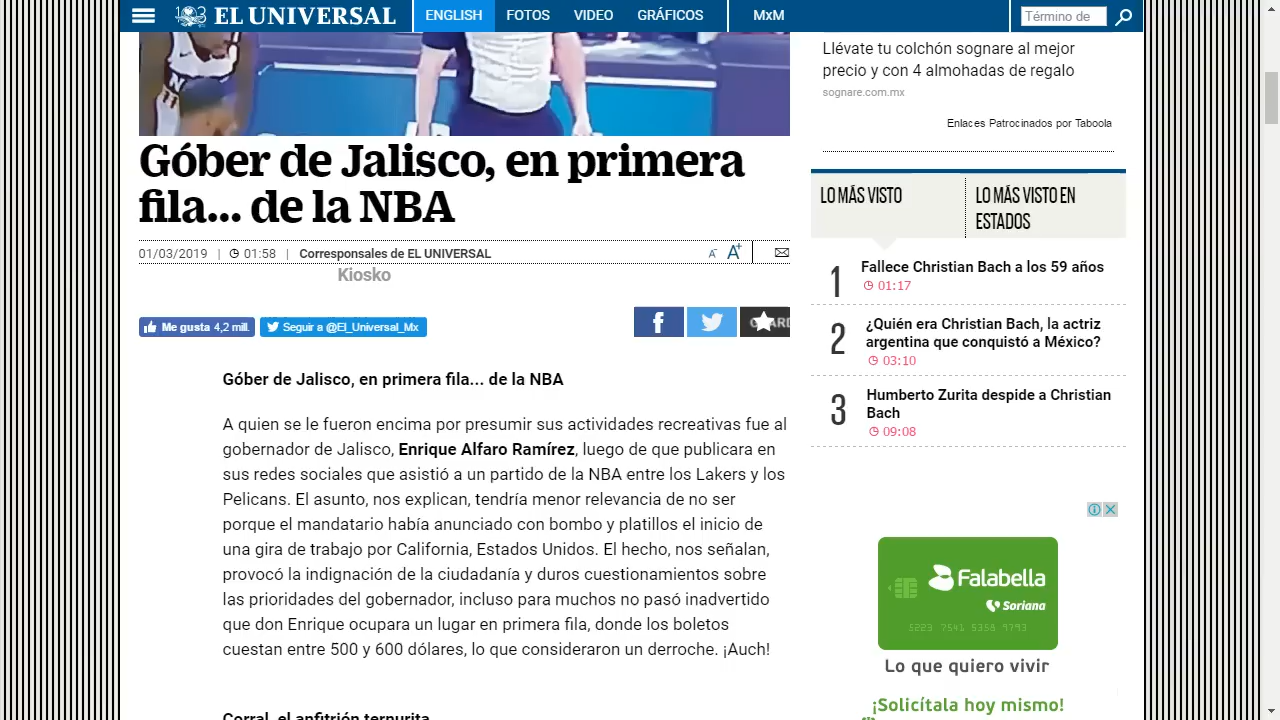 EL UNIVERSAL
ENGLISH
FOTOS
VIDEO
GRÁFICOS
MxM
Término de
Góber de Jalisco, en primera
fila... de la NBA
01/03/2019 | 01:58 | Corresponsales de EL UNIVERSAL
A-
A+
Kiosko
Me gusta 4,2 mill.
Seguir a @El_Universal_Mx
Góber de Jalisco, en primera fila... de la NBA
A quien se le fueron encima por presumir sus actividades recreativas fue al
gobernador de Jalisco, Enrique Alfaro Ramírez, luego de que publicara en
sus redes sociales que asistió a un partido de la NBA entre los Lakers y los
Pelicans. El asunto, nos explican, tendría menor relevancia de no ser
porque el mandatario había anunciado con bombo y platillos el inicio de
una gira de trabajo por California, Estados Unidos. El hecho, nos señalan,
provocó la indignación de la ciudadanía y duros cuestionamientos sobre
las prioridades del gobernador, incluso para muchos no pasó inadvertido
que don Enrique ocupara un lugar en primera fila, donde los boletos
cuestan entre 500 y 600 dólares, lo que consideraron un derroche. ¡Auch!
Corral, el anfitrión ternurita
Llévate tu colchón sognare al mejor
precio y con 4 almohadas de regalo
sognare.com.mx
Enlaces Patrocinados por Taboola
LO MÁS VISTO
LO MÁS VISTO EN
ESTADOS
1
Fallece Christian Bach a los 59 años
01:17
2
¿Quién era Christian Bach, la actriz
argentina que conquistó a México?
03:10
3
Humberto Zurita despide a Christian
Bach
09:08
Falabella
Soriana
5223 7541 5358 9793
Lo que quiero vivir
¡Solicítala hoy mismo!